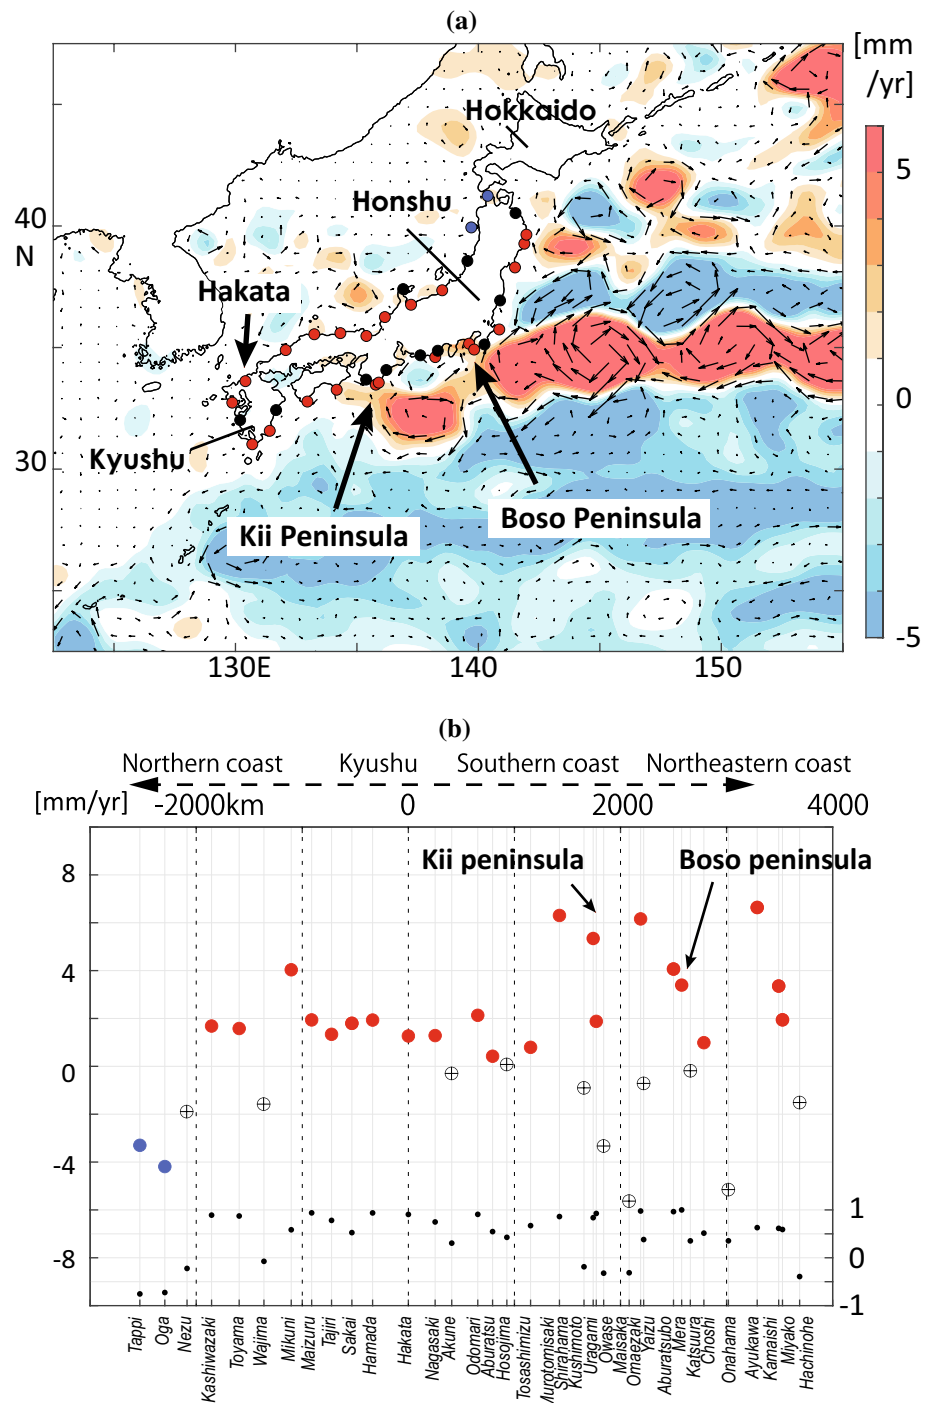 (a)
[mm
/yr]
Hokkaido
5
Honshu
40
N
Hakata
0
Kyushu
30
Boso Peninsula
Kii Peninsula
-5
130E 140 150
(b)
Northern coast Kyushu Southern coast Northeastern coast
[mm/yr] -2000km 0 2000 4000
Kii peninsula Boso peninsula
8
4
0
-4
1
-8 0
-1
Tappi
Oga
Nezu
Kashiwazaki
Toyama
Wajima
Mikuni
Maizuru
Tajiri
Sakai
Hamada
Hakata
Nagasaki
Akune
Odomari
Aburatsu
Hosojima
Tosashimizu
Murotomisaki
Shirahama
Kushimoto
Uragami
Owase
Maisaka
Omaezaki
Yaizu
Aburatsubo
Mera
Katsuura
Choshi
Onahama
Ayukawa
Kamaishi
Miyako
Hachinohe